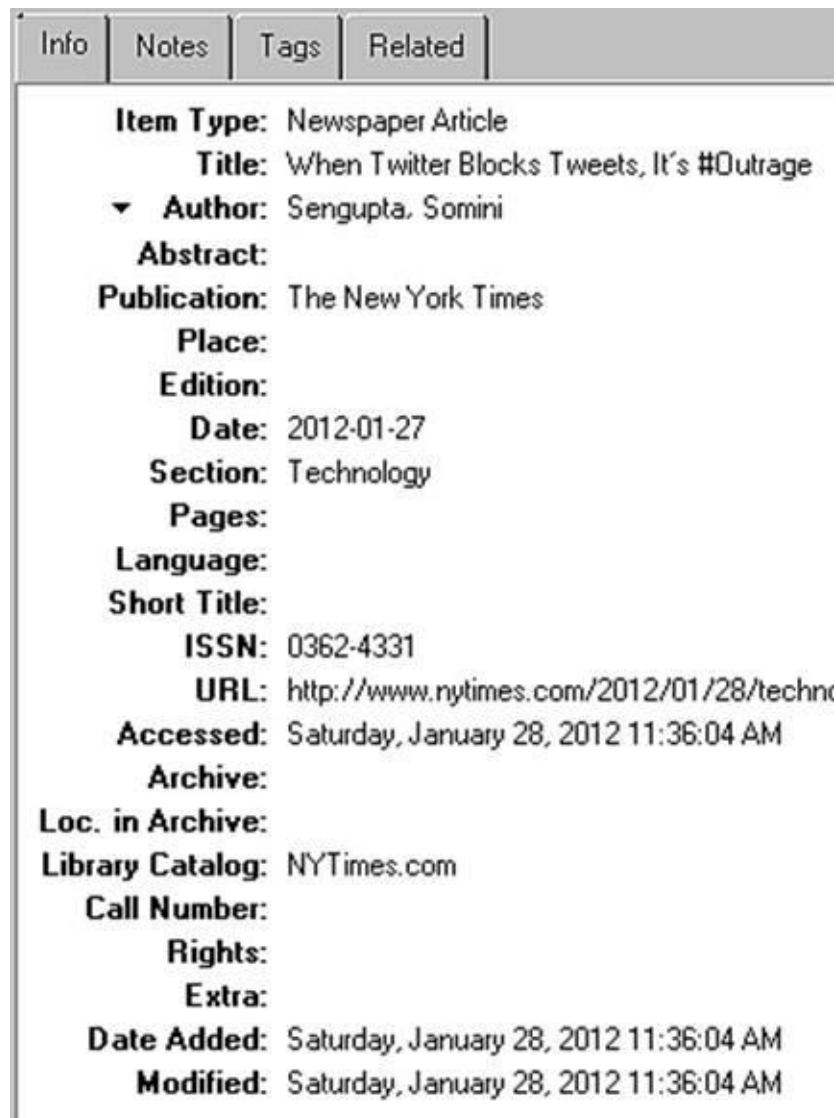 Info Notes Tags Related
Item Type: Newspaper Article
Title: When Twitter Blocks Tweets, It's #Outrage
Author: Sengupta, Somini
Abstract:
Publication: The New York Times
Place:
Edition:
Date: 2012-01-27
Section: Technology
Pages:
Language:
Short Title:
ISSN: 0362-4331
URL: http://www.nytimes.com/2012/01/28/techno
Accessed: Saturday, January 28, 2012 11:36:04 AM
Archive:
Loc. in Archive:
Library Catalog: NYTimes.com
Call Number:
Rights:
Extra:
Date Added: Saturday, January 28, 2012 11:36:04 AM
Modified: Saturday, January 28, 2012 11:36:04 AM